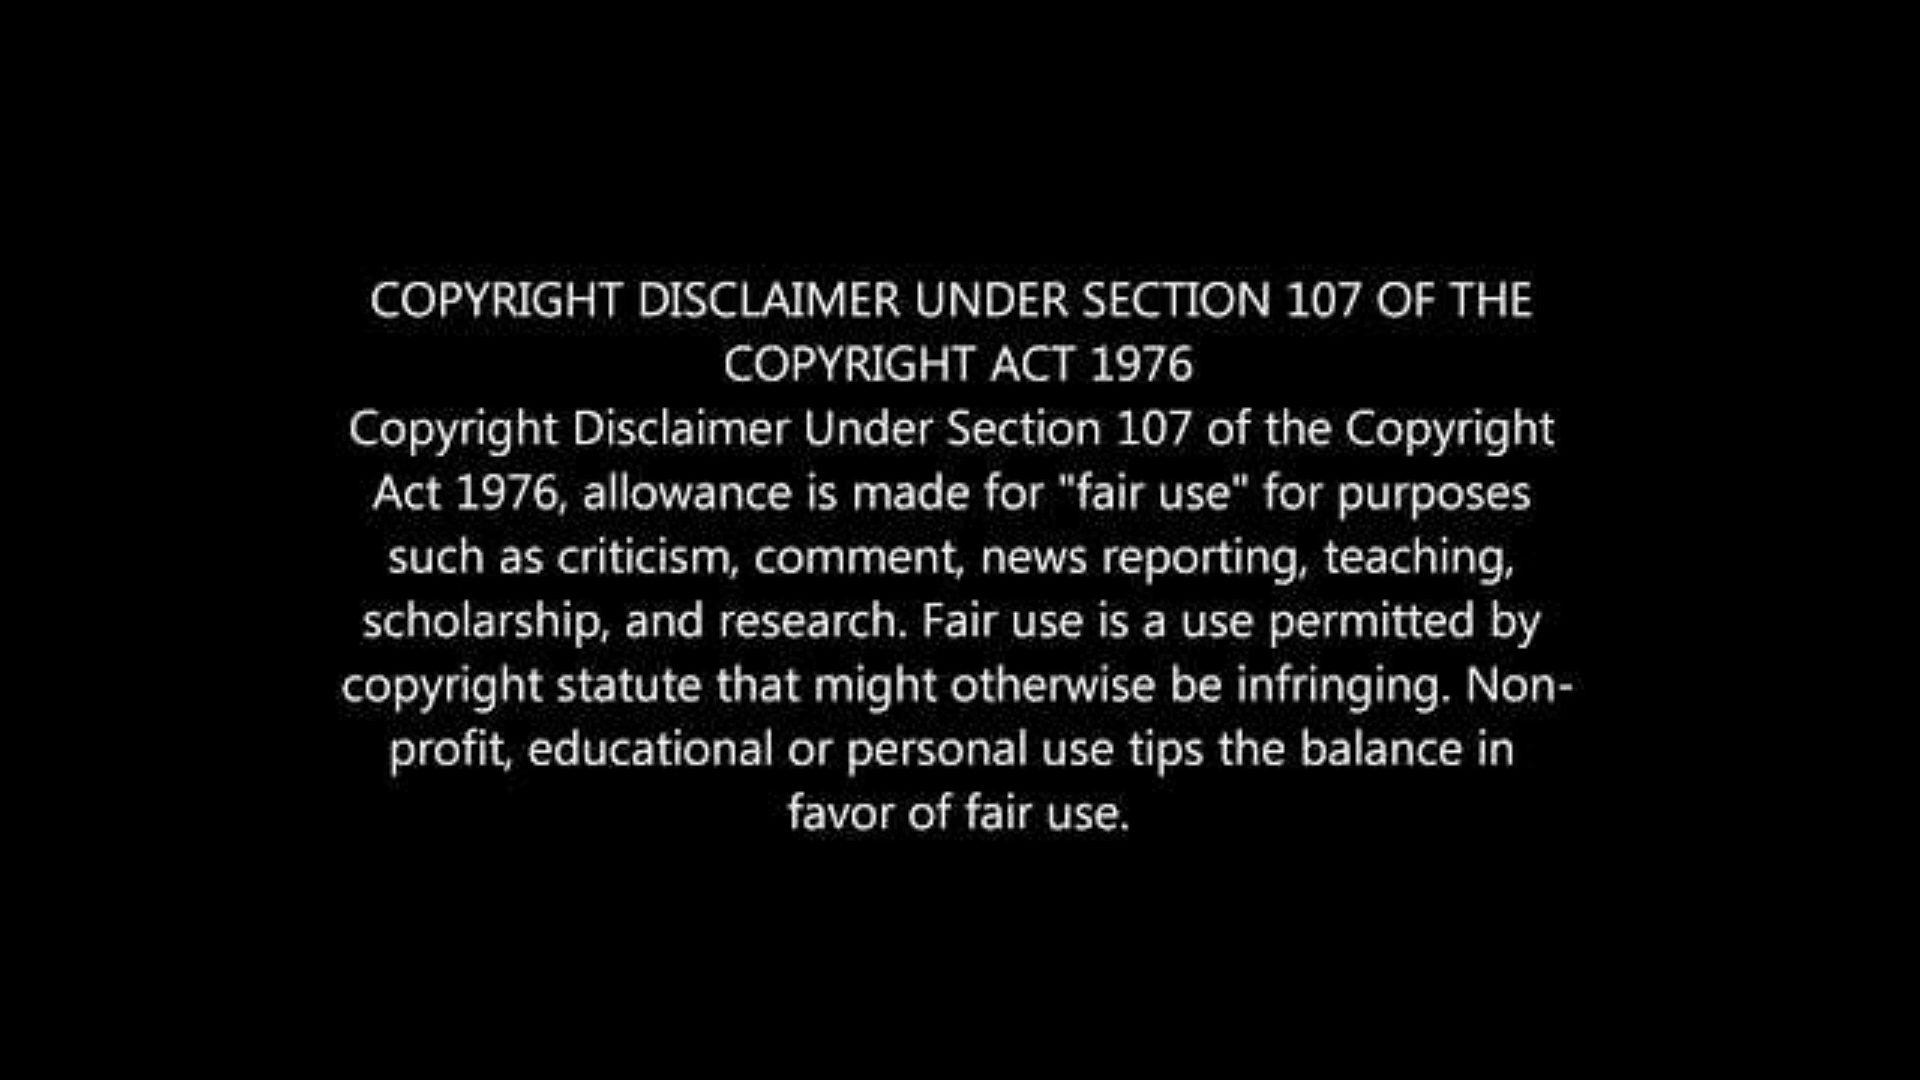 COPYRIGHT DISCLAIMER UNDER SECTION 107 OF THE
COPYRIGHT ACT 1976
Copyright Disclaimer Under Section 107 of the Copyright
Act 1976, allowance is made for "fair use" for purposes
such as criticism, comment, news reporting, teaching,
scholarship, and research. Fair use is a use permitted by
copyright statute that might otherwise be infringing. Non-
profit, educational or personal use tips the balance in
favor of fair use.